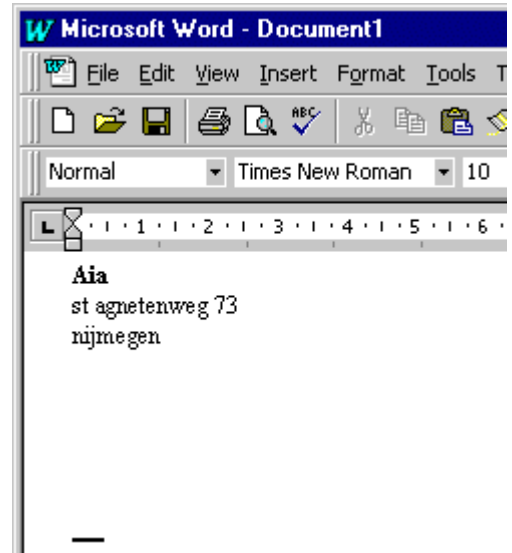 Microsoft Word - Document1
File Edit View Insert Format Tools T
ABC
Normal Times New Roman 10
1 2 3 4 5 6
Aia
st agnetenweg 73
nijmegen